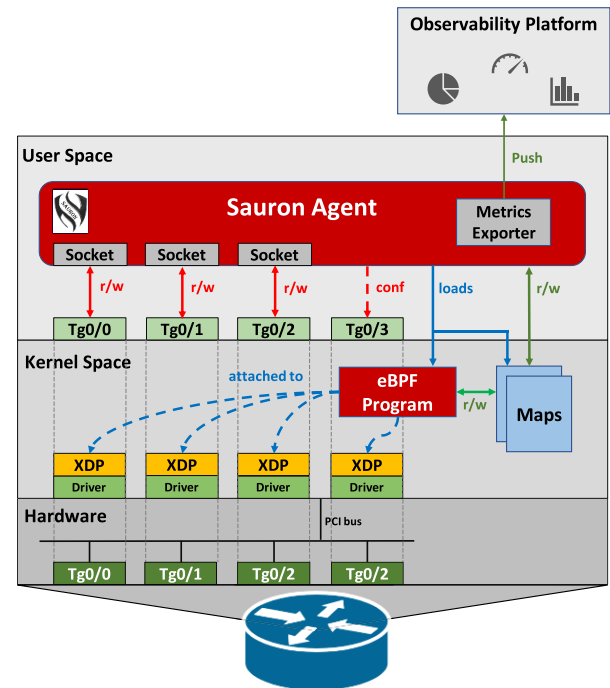 Observability Platform
User Space
Push
SAURON
Sauron Agent
Metrics
Exporter
Socket
Socket
Socket
r/w
r/w
r/w
conf
loads
r/w
Tg0/0
Tg0/1
Tg0/2
Tg0/3
Kernel Space
attached to
eBPF
Program
r/w
Maps
XDP
XDP
XDP
XDP
Driver
Driver
Driver
Driver
Hardware
PCI bus
Tg0/0
Tg0/1
Tg0/2
Tg0/2